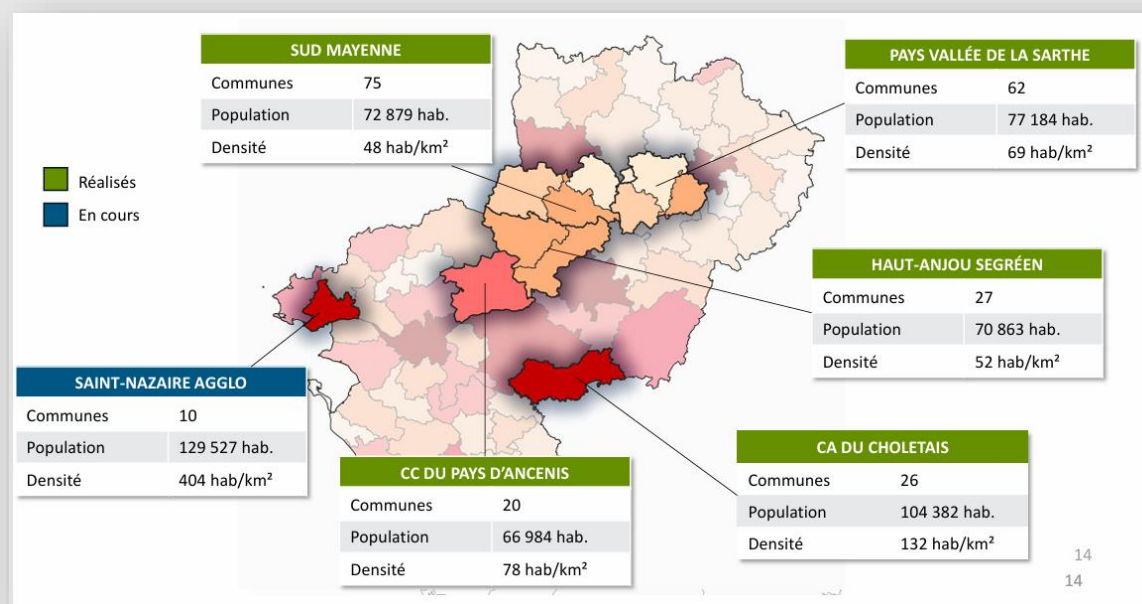 SUD MAYENNE
Communes 75
Population 72 879 hab.
Densité 48 hab/km²
PAYS VALLÉE DE LA SARTHE
Communes 62
Population 77 184 hab.
Densité 69 hab/km²
Réalisés
En cours
HAUT-ANJOU SEGRÉEN
Communes 27
Population 70 863 hab.
Densité 52 hab/km²
SAINT-NAZAIRE AGGLO
Communes 10
Population 129 527 hab.
Densité 404 hab/km²
CC DU PAYS D'ANCENIS
Communes 20
Population 66 984 hab.
Densité 78 hab/km²
CA DU CHOLETAIS
Communes 26
Population 104 382 hab.
Densité 132 hab/km²
14
14